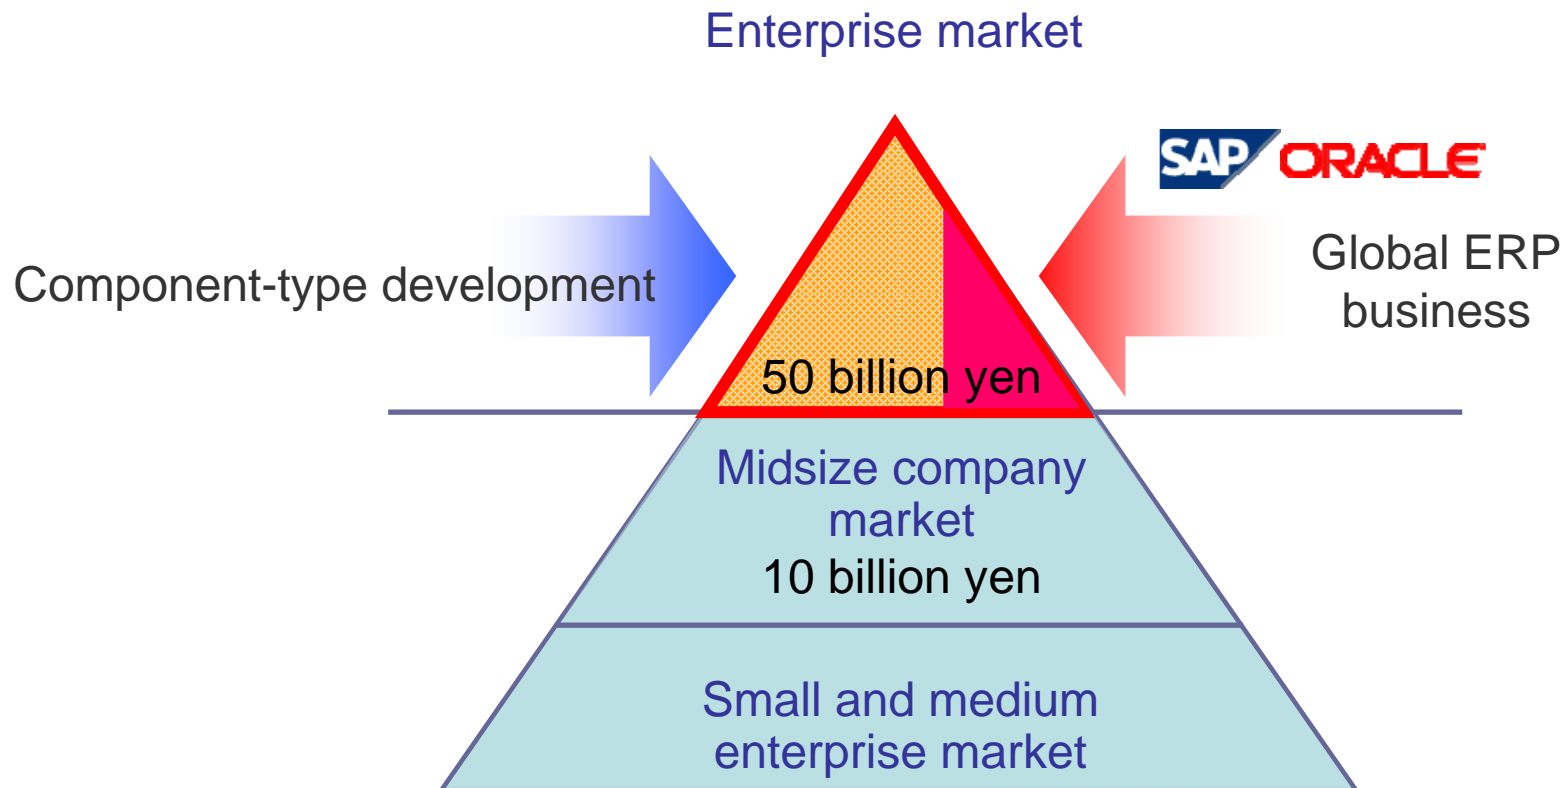 Enterprise market
SAP ORACLE
Component-type development
Global ERP
business
50 billion yen
Midsize company
market
10 billion yen
Small and medium
enterprise market